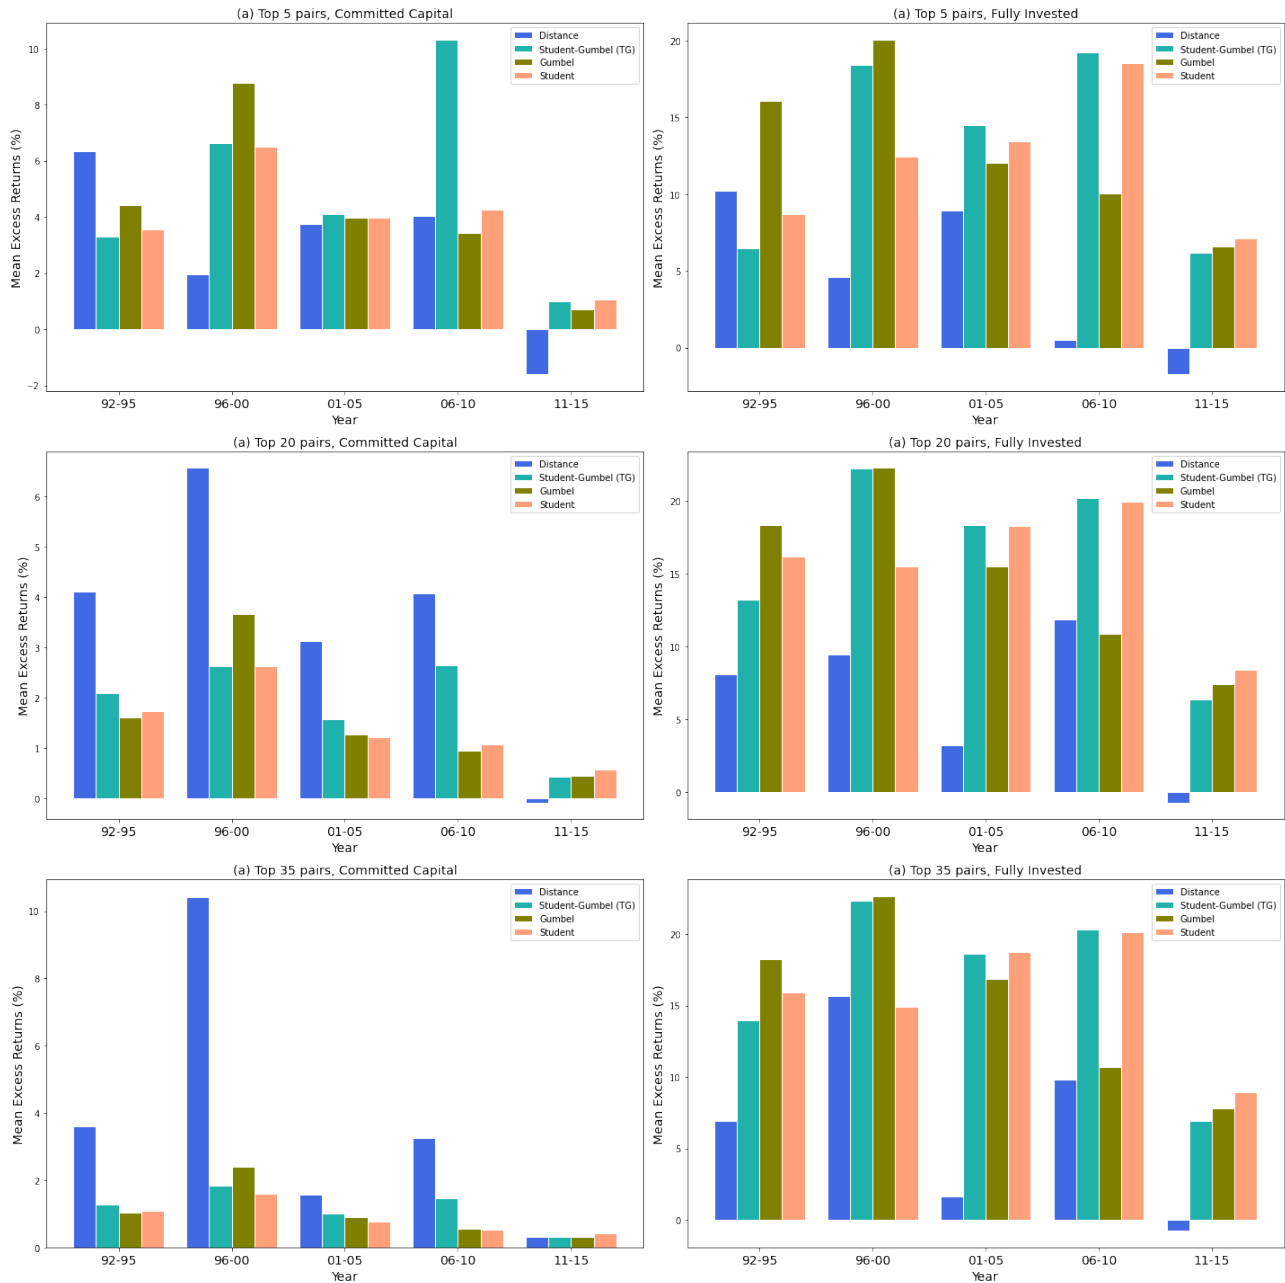 (a) Top 5 pairs, Committed Capital
Mean Excess Returns (%)
10
8
6
4
2
0
−2
Distance
Student-Gumbel (TG)
Gumbel
Student
92-95
96-00
01-05
06-10
11-15
Year
(a) Top 5 pairs, Fully Invested
Mean Excess Returns (%)
20
15
10
5
0
Distance
Student-Gumbel (TG)
Gumbel
Student
92-95
96-00
01-05
06-10
11-15
Year
(a) Top 20 pairs, Committed Capital
Mean Excess Returns (%)
6
5
4
3
2
1
0
Distance
Student-Gumbel (TG)
Gumbel
Student
92-95
96-00
01-05
06-10
11-15
Year
(a) Top 20 pairs, Fully Invested
Mean Excess Returns (%)
20
15
10
5
0
Distance
Student-Gumbel (TG)
Gumbel
Student
92-95
96-00
01-05
06-10
11-15
Year
(a) Top 35 pairs, Committed Capital
Mean Excess Returns (%)
10
8
6
4
2
0
Distance
Student-Gumbel (TG)
Gumbel
Student
92-95
96-00
01-05
06-10
11-15
Year
(a) Top 35 pairs, Fully Invested
Mean Excess Returns (%)
20
15
10
5
0
Distance
Student-Gumbel (TG)
Gumbel
Student
92-95
96-00
01-05
06-10
11-15
Year